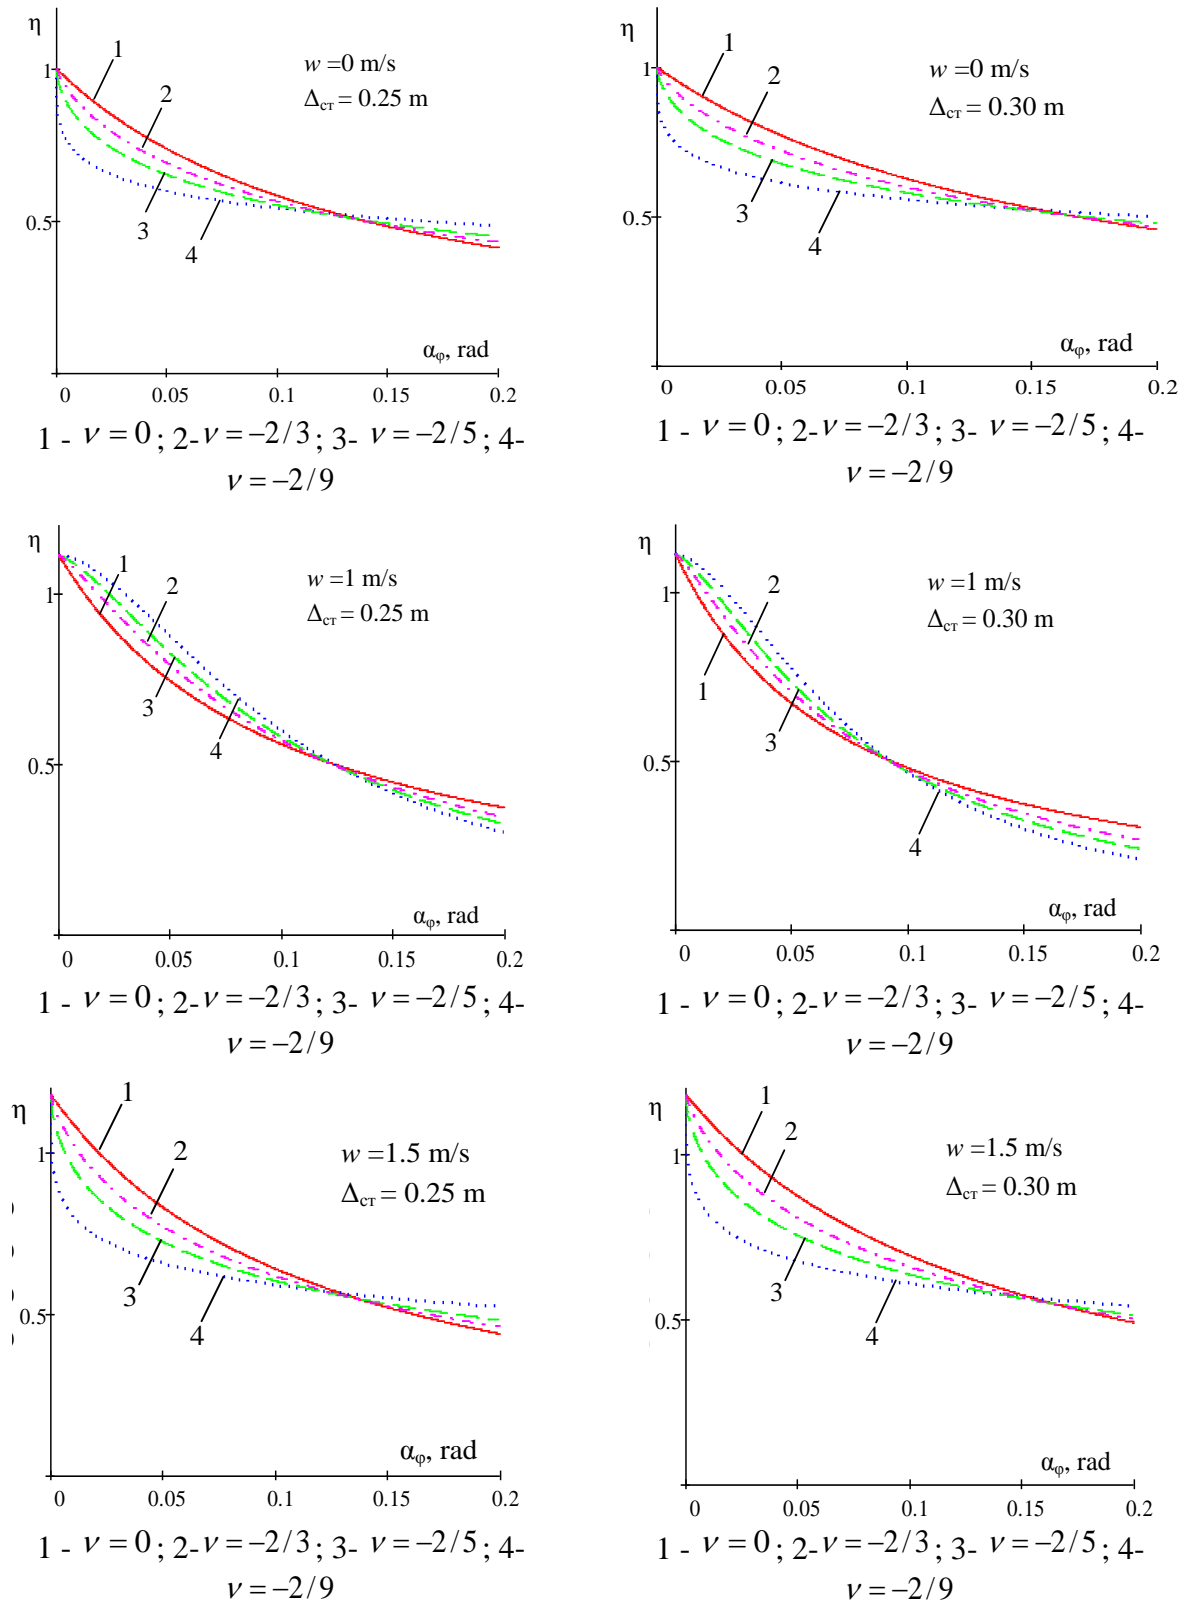 η
1
1
2
w =0 m/s
Δст = 0.25 m
0.5
3
4
αφ, rad
0
0.05
0.1
0.15
0.2
1 - ν = 0 ; 2- ν = −2/3 ; 3- ν = −2/5 ; 4-
ν = −2/9
η
1
1
2
w =0 m/s
Δст = 0.30 m
0.5
3
4
αφ, rad
0
0.05
0.1
0.15
0.2
1 - ν = 0 ; 2- ν = −2/3 ; 3- ν = −2/5 ; 4-
ν = −2/9
η
1
1
2
w =1 m/s
Δст = 0.25 m
3
4
0.5
αφ, rad
0
0.05
0.1
0.15
0.2
1 - ν = 0 ; 2- ν = −2/3 ; 3- ν = −2/5 ; 4-
ν = −2/9
η
1
2
w =1 m/s
Δст = 0.30 m
1
3
0.5
4
αφ, rad
0
0.05
0.1
0.15
0.2
1 - ν = 0 ; 2- ν = −2/3 ; 3- ν = −2/5 ; 4-
ν = −2/9
η
1
1
2
w =1.5 m/s
Δст = 0.25 m
3
0.5
4
αφ, rad
0
0.05
0.1
0.15
0.2
1 - ν = 0 ; 2- ν = −2/3 ; 3- ν = −2/5 ; 4-
ν = −2/9
η
1
1
2
w =1.5 m/s
Δст = 0.30 m
3
0.5
4
αφ, rad
0
0.05
0.1
0.15
0.2
1 - ν = 0 ; 2- ν = −2/3 ; 3- ν = −2/5 ; 4-
ν = −2/9